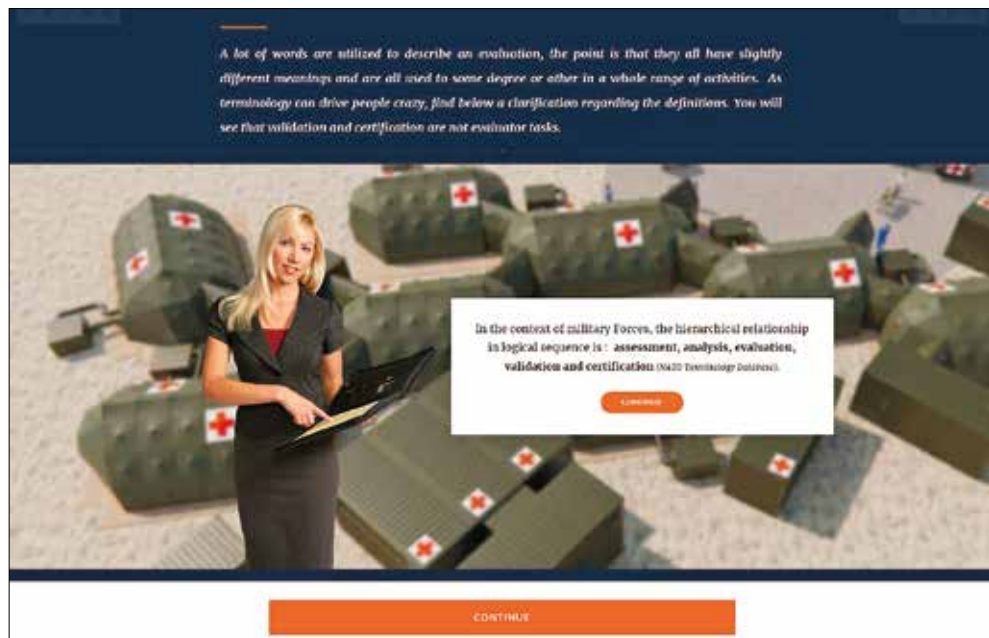 A lot of words are utilized to describe an evaluation, the point is that they all have slightly
different meanings and are all used to some degree or other in a whole range of activities. As
terminology can drive people crazy, find below a clarification regarding the definitions. You will
see that validation and certification are not evaluator tasks.
In the context of military Forces, the hierarchical relationship
in logical sequence is : assessment, analysis, evaluation,
validation and certification (NATO Terminology Database).
CONTINUE
CONTINUE